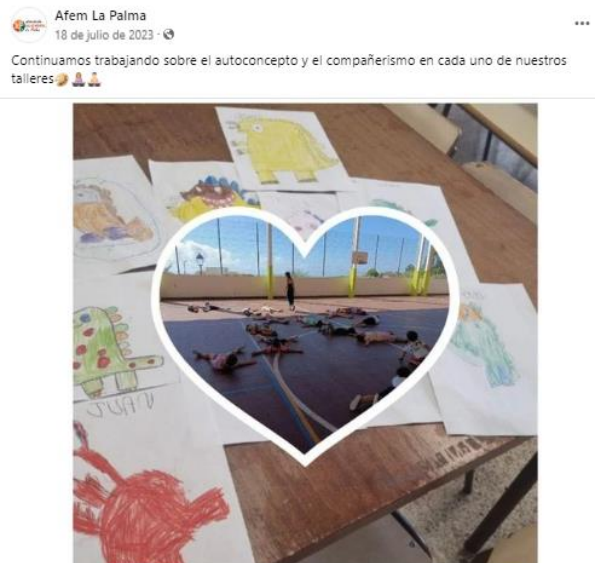 Afem La Palma
18 de julio de 2023 ·
Continuamos trabajando sobre el autoconcepto y el compañerismo en cada uno de nuestros
talleres🤣🧘🏼‍♀️🧘🏻
JUAN